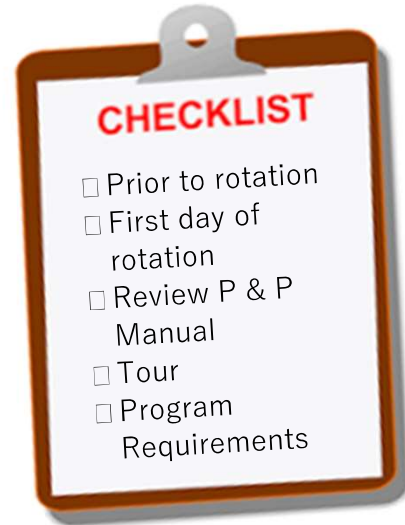 CHECKLIST
□ Prior to rotation
□ First day of
rotation
□ Review P & P
Manual
□ Tour
□ Program
Requirements